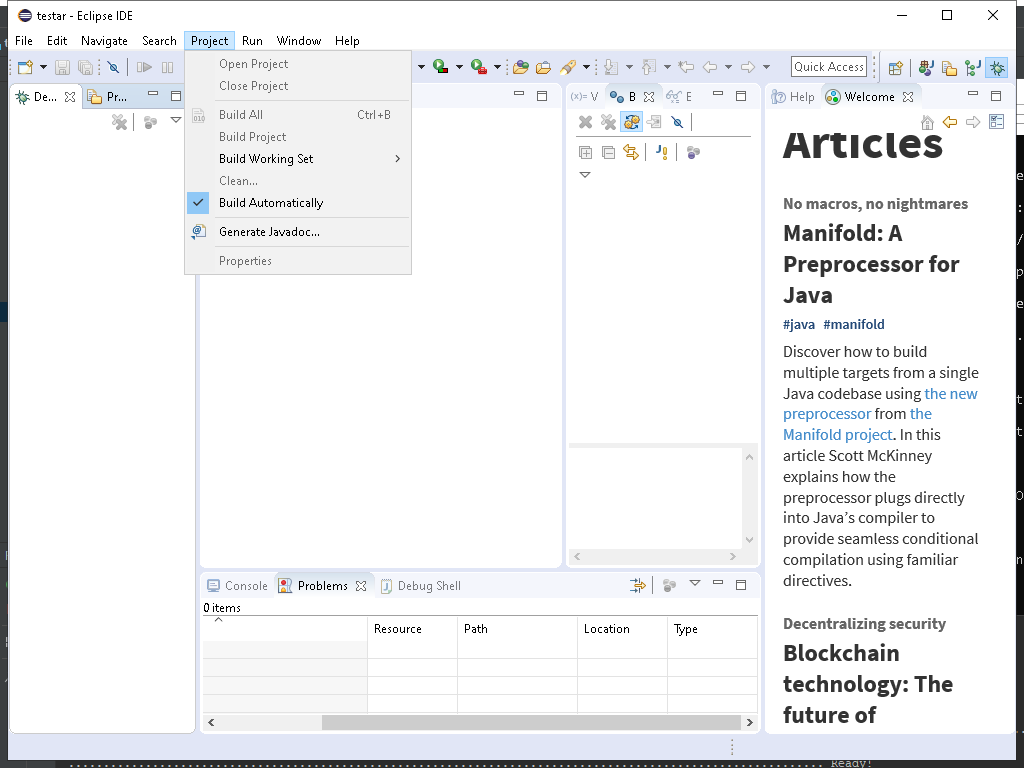 testar - Eclipse IDE
File Edit Navigate Search Project Run Window Help
Quick Access
Open Project
Close Project
Build All Ctrl+B
Build Project
Build Working Set
Clean...
Build Automatically
Generate Javadoc...
Properties
De...
Pr...
(x)= V
B
E
Help
Welcome
Articles
No macros, no nightmares
Manifold: A
Preprocessor for
Java
#java #manifold
Discover how to build
multiple targets from a single
Java codebase using the new
preprocessor from the
Manifold project. In this
article Scott McKinney
explains how the
preprocessor plugs directly
into Java’s compiler to
provide seamless conditional
compilation using familiar
directives.
Decentralizing security
Blockchain
technology: The
future of
Console
Problems
Debug Shell
0 items
Resource Path Location Type
Ready!